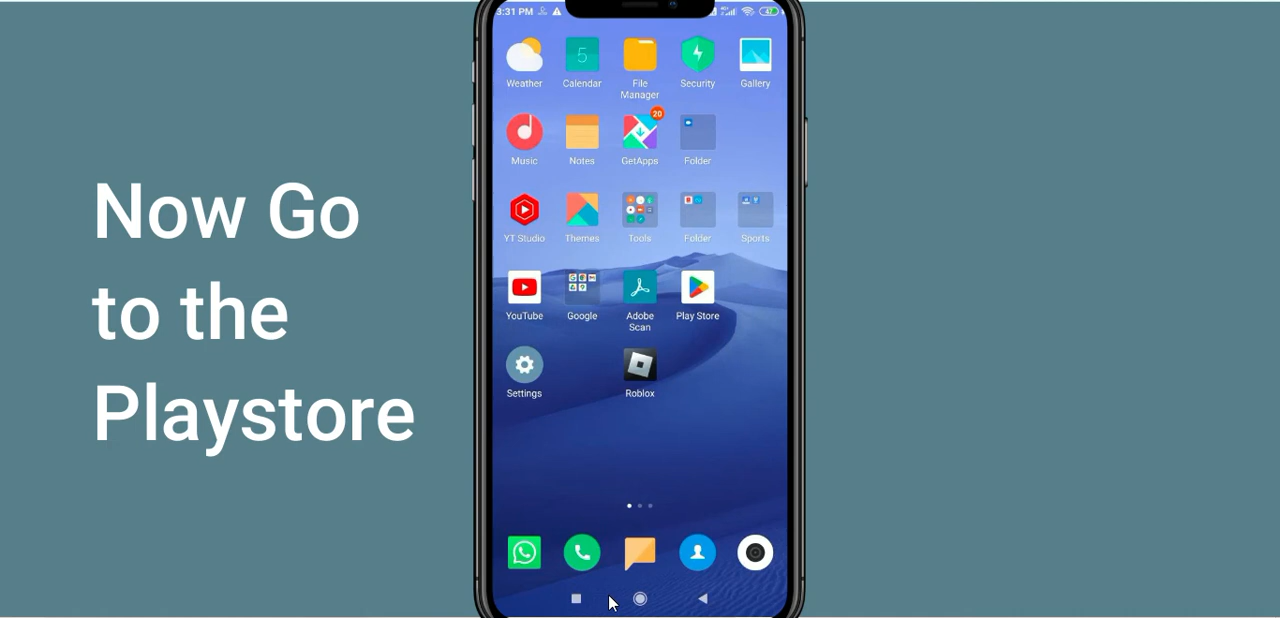 3:31 PM
Weather
Calendar
File
Manager
Security
Gallery
5
20
Music
Notes
GetApps
Folder
YT Studio
Themes
Tools
Folder
Sports
YouTube
Google
Adobe
Scan
Play Store
Settings
Roblox
Now Go
to the
Playstore